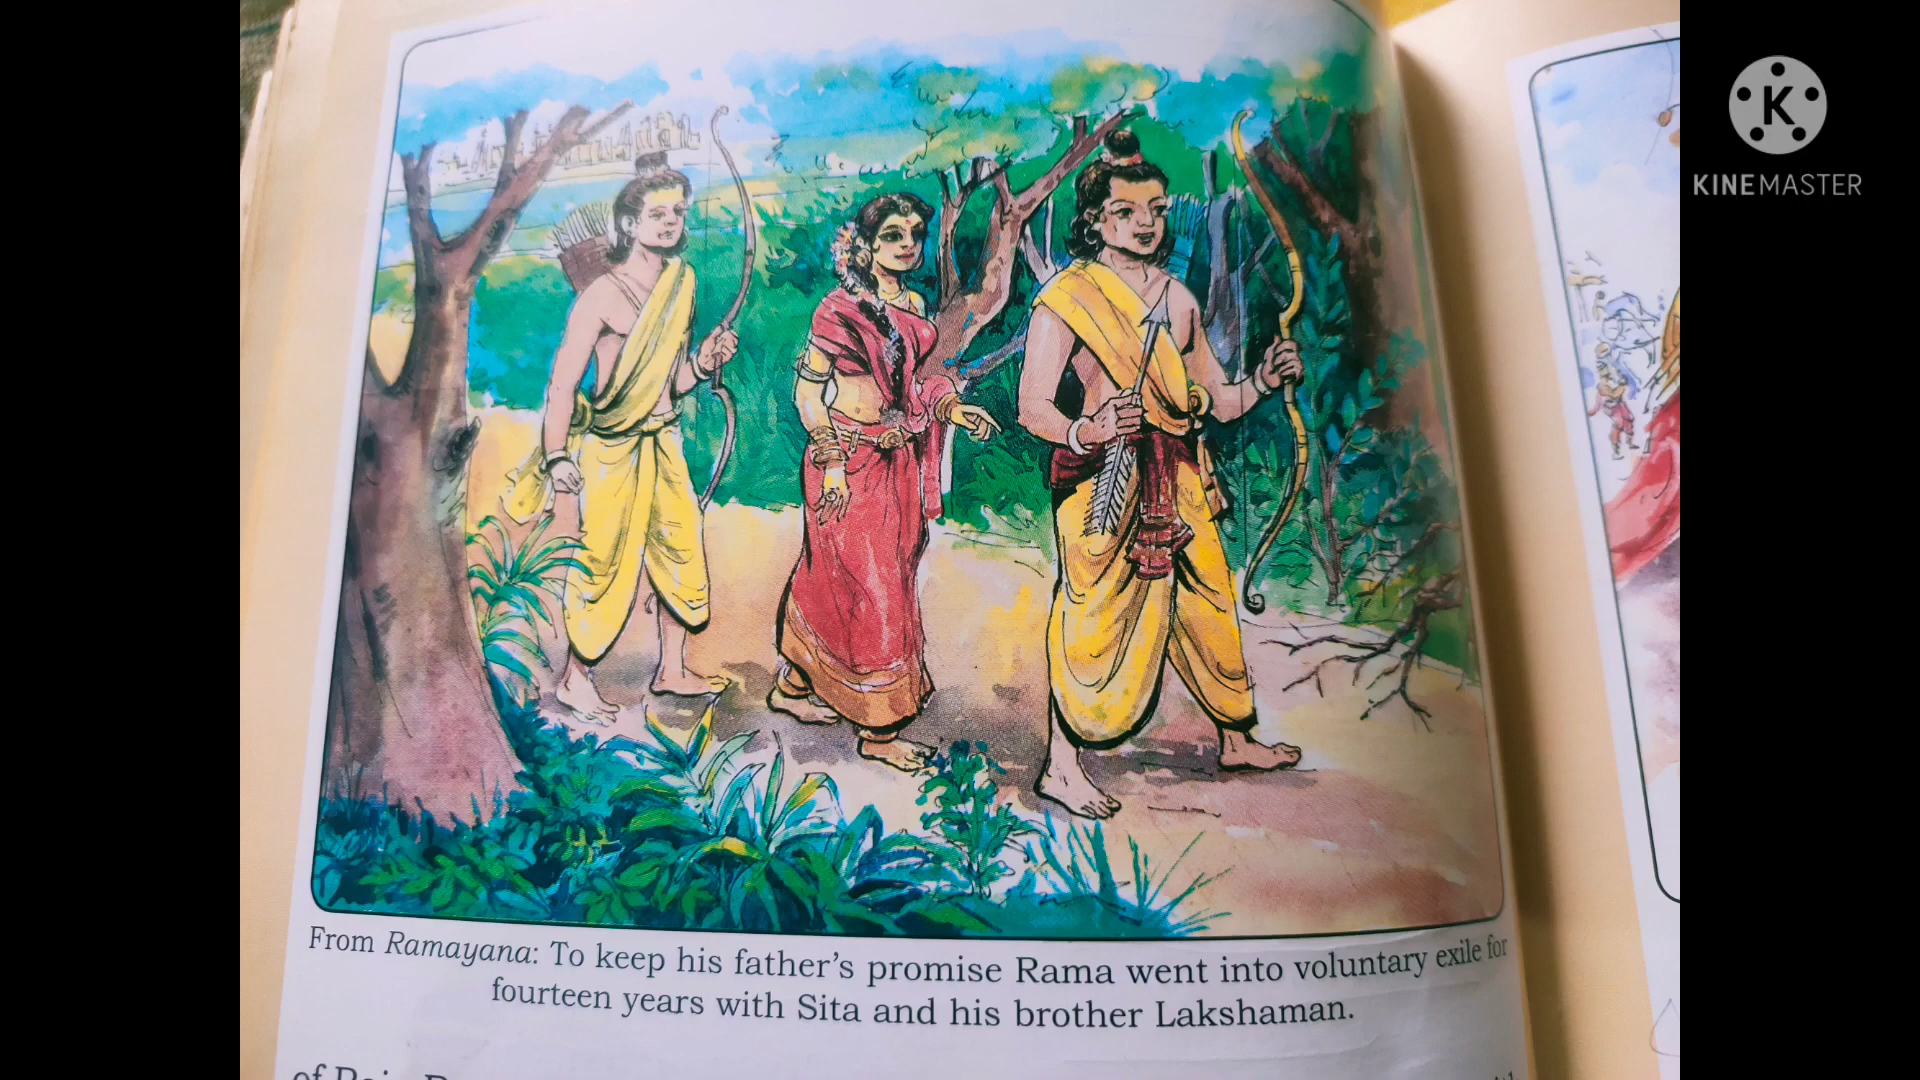 KINEMASTER
From Ramayana: To keep his father's promise Rama went into voluntary exile for
fourteen years with Sita and his brother Lakshaman.
of